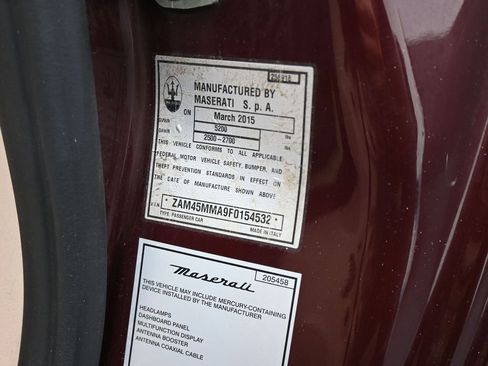 MANUFACTURED BY
MASERATI S. p. A.
ON March 2015
GVWR 5200 lbs
GAWR 2500-2700 lbs
THIS VEHICLE CONFORMS TO ALL APPLICABLE
FEDERAL MOTOR VEHICLE SAFETY, BUMPER, AND
THEFT PREVENTION STANDARDS IN EFFECT ON
THE DATE OF MANUFACTURE SHOWN ABOVE
VIN * ZAM45MMA9F0154532 *
TYPE: PASSENGER CAR MADE IN ITALY
Maserati
205458
THIS VEHICLE MAY INCLUDE MERCURY-CONTAINING
DEVICE INSTALLED BY THE MANUFACTURER:
HEADLAMPS
DASHBOARD PANEL
MULTIFUNCTION DISPLAY
ANTENNA BOOSTER
ANTENNA COAXIAL CABLE